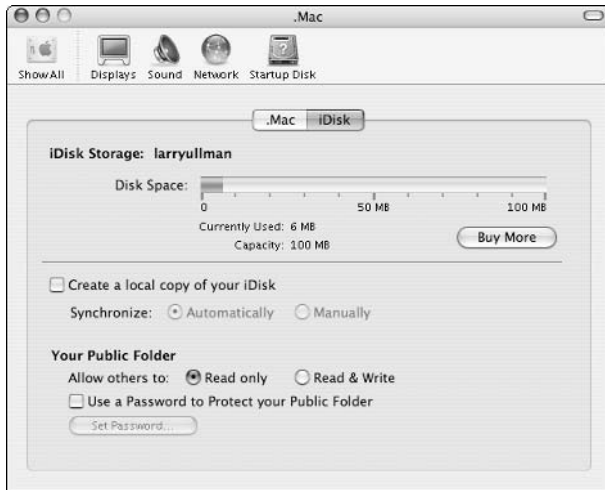 .Mac
Show All Displays Sound Network Startup Disk
.Mac iDisk
iDisk Storage: larryullman
Disk Space:
0 50 MB 100 MB
Currently Used: 6 MB
Capacity: 100 MB
Buy More
Create a local copy of your iDisk
Synchronize: Automatically Manually
Your Public Folder
Allow others to: Read only Read & Write
Use a Password to Protect your Public Folder
Set Password...